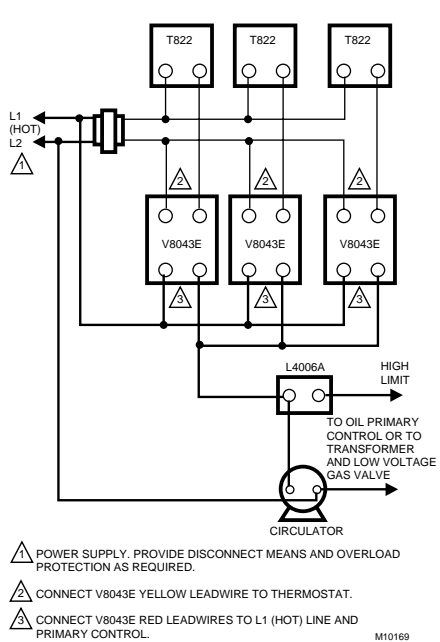 T822 T822 T822
L1
(HOT)
L2
1
2 2 2
V8043E V8043E V8043E
3 3 3
L4006A
HIGH
LIMIT
TO OIL PRIMARY
CONTROL OR TO
TRANSFORMER
AND LOW VOLTAGE
GAS VALVE
CIRCULATOR
1 POWER SUPPLY. PROVIDE DISCONNECT MEANS AND OVERLOAD
PROTECTION AS REQUIRED.
2 CONNECT V8043E YELLOW LEADWIRE TO THERMOSTAT.
3 CONNECT V8043E RED LEADWIRES TO L1 (HOT) LINE AND
PRIMARY CONTROL.
M10169